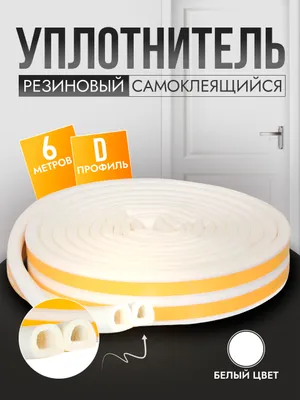 УПЛОТНИТЕЛЬ
РЕЗИНОВЫЙ САМОКЛЕЯЩИЙСЯ
6
МЕТРОВ
D
ПРОФИЛЬ
БЕЛЫЙ ЦВЕТ